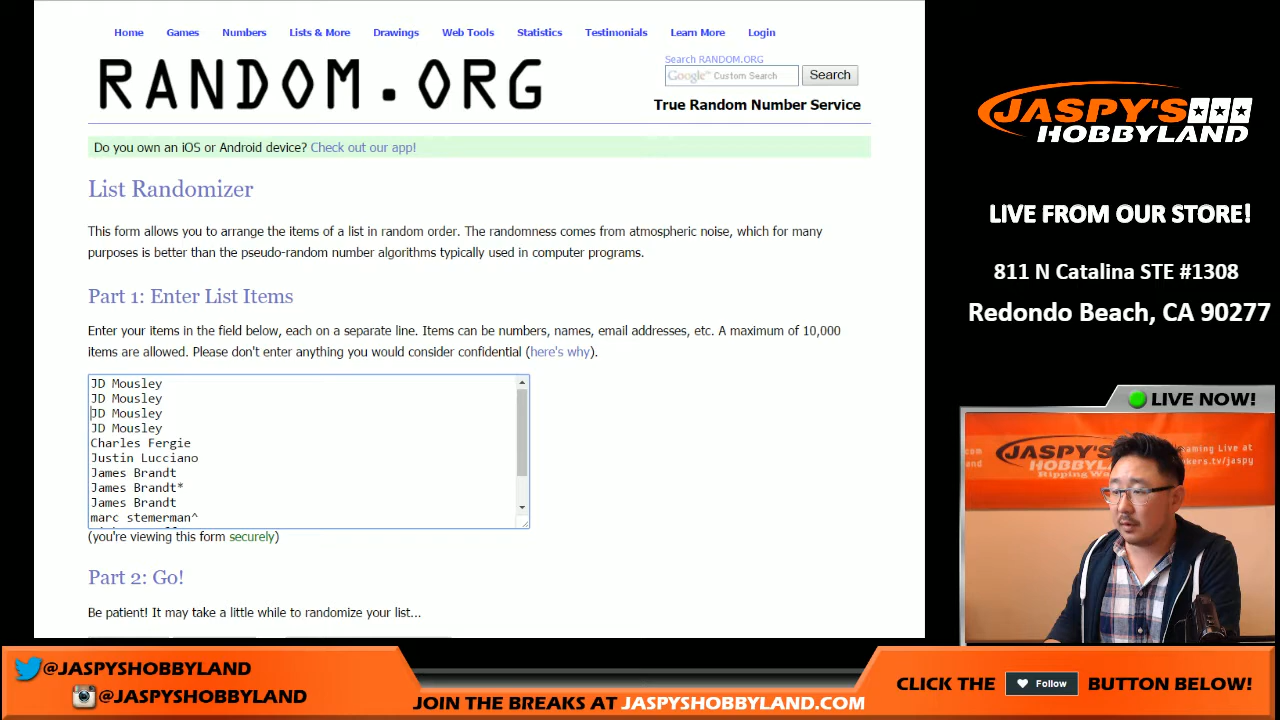 Home Games Numbers Lists & More Drawings Web Tools Statistics Testimonials Learn More Login
RANDOM.ORG
Search RANDOM.ORG
Google™ Custom Search Search
True Random Number Service
Do you own an iOS or Android device? Check out our app!
List Randomizer
This form allows you to arrange the items of a list in random order. The randomness comes from atmospheric noise, which for many
purposes is better than the pseudo-random number algorithms typically used in computer programs.
Part 1: Enter List Items
Enter your items in the field below, each on a separate line. Items can be numbers, names, email addresses, etc. A maximum of 10,000
items are allowed. Please don't enter anything you would consider confidential (here's why).
JD Mousley
JD Mousley
JD Mousley
JD Mousley
Charles Fergie
Justin Lucciano
James Brandt
James Brandt*
James Brandt
marc stemerman^
(you're viewing this form securely)
Part 2: Go!
Be patient! It may take a little while to randomize your list...
JASPY'S
HOBBYLAND
LIVE FROM OUR STORE!
811 N Catalina STE #1308
Redondo Beach, CA 90277
LIVE NOW!
JASPY'S
HOBBYLAND
@JASPYSHOBBYLAND
@JASPYSHOBBYLAND
JOIN THE BREAKS AT JASPYSHOBBYLAND.COM
CLICK THE Follow BUTTON BELOW!